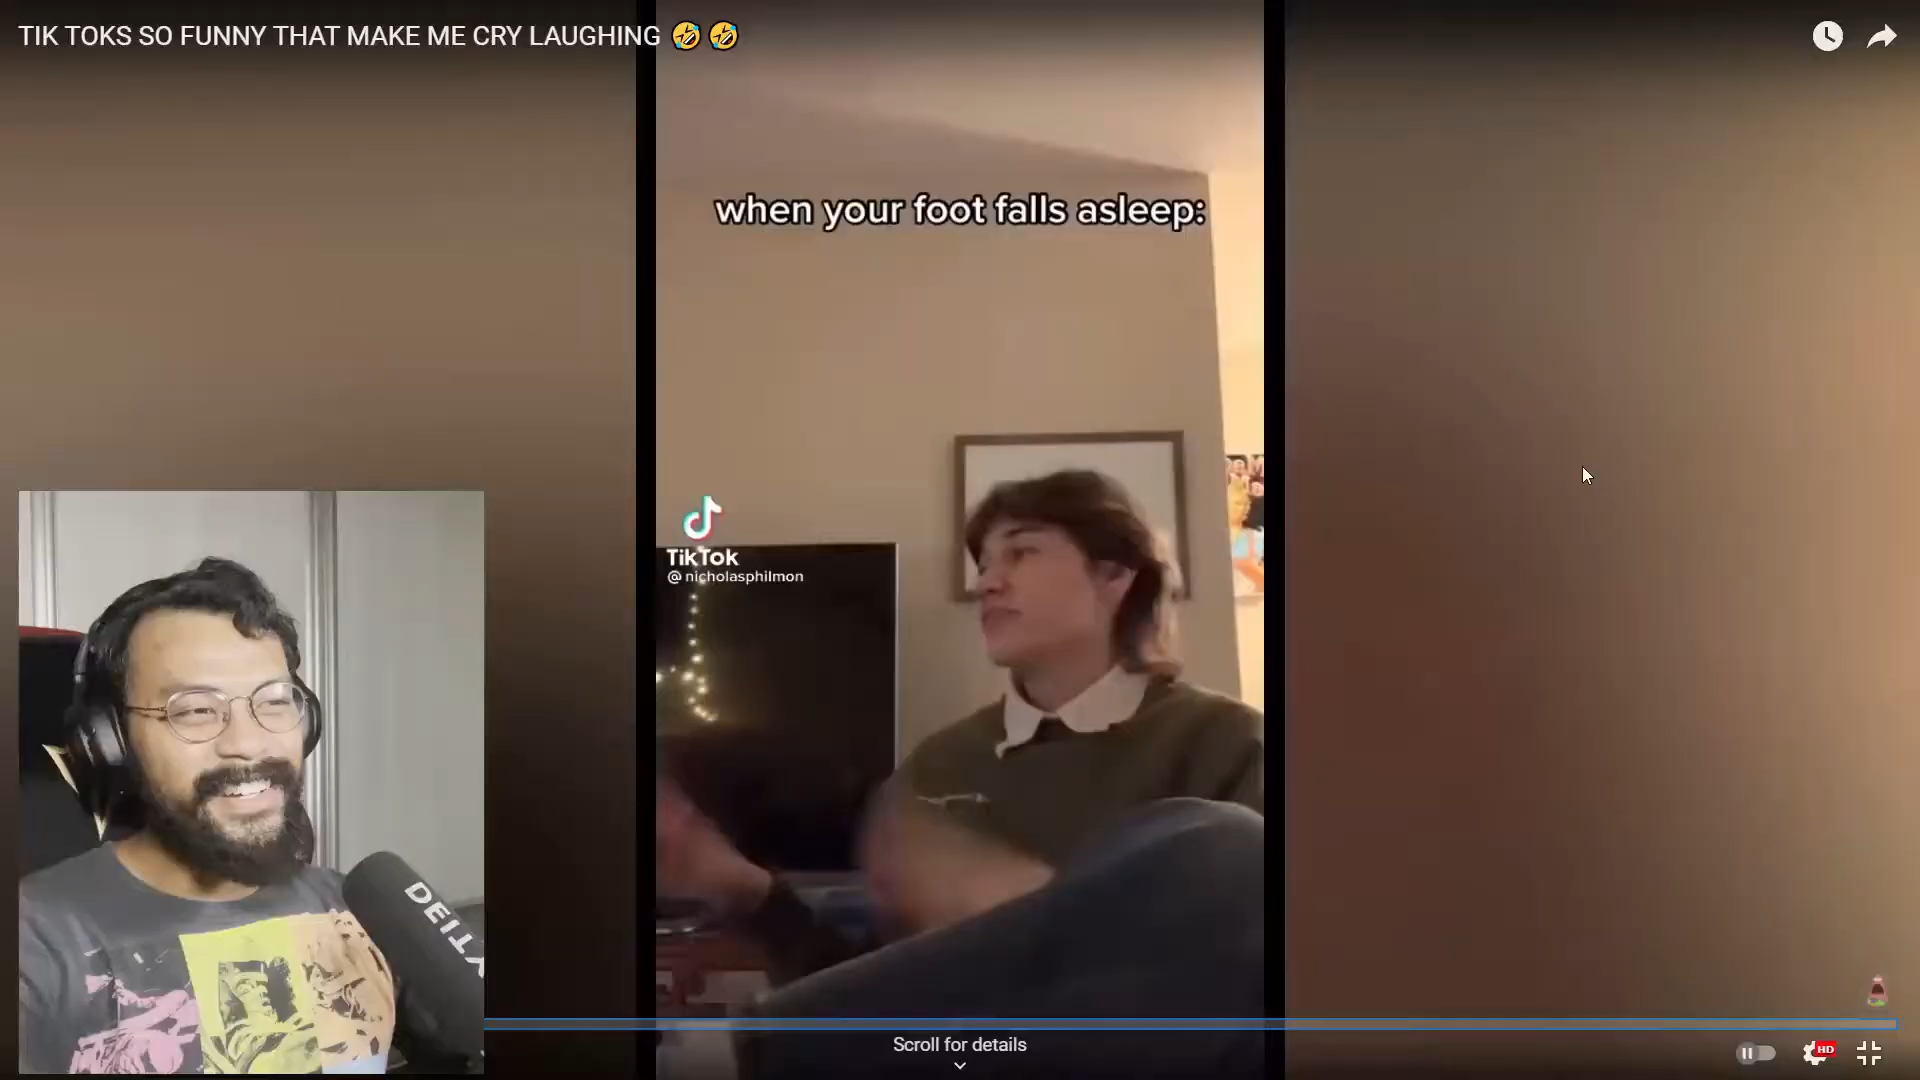 TIK TOKS SO FUNNY THAT MAKE ME CRY LAUGHING 🤣 🤣
when your foot falls asleep:
TikTok
@nicholasphilmon
DEITY
Scroll for details
HD